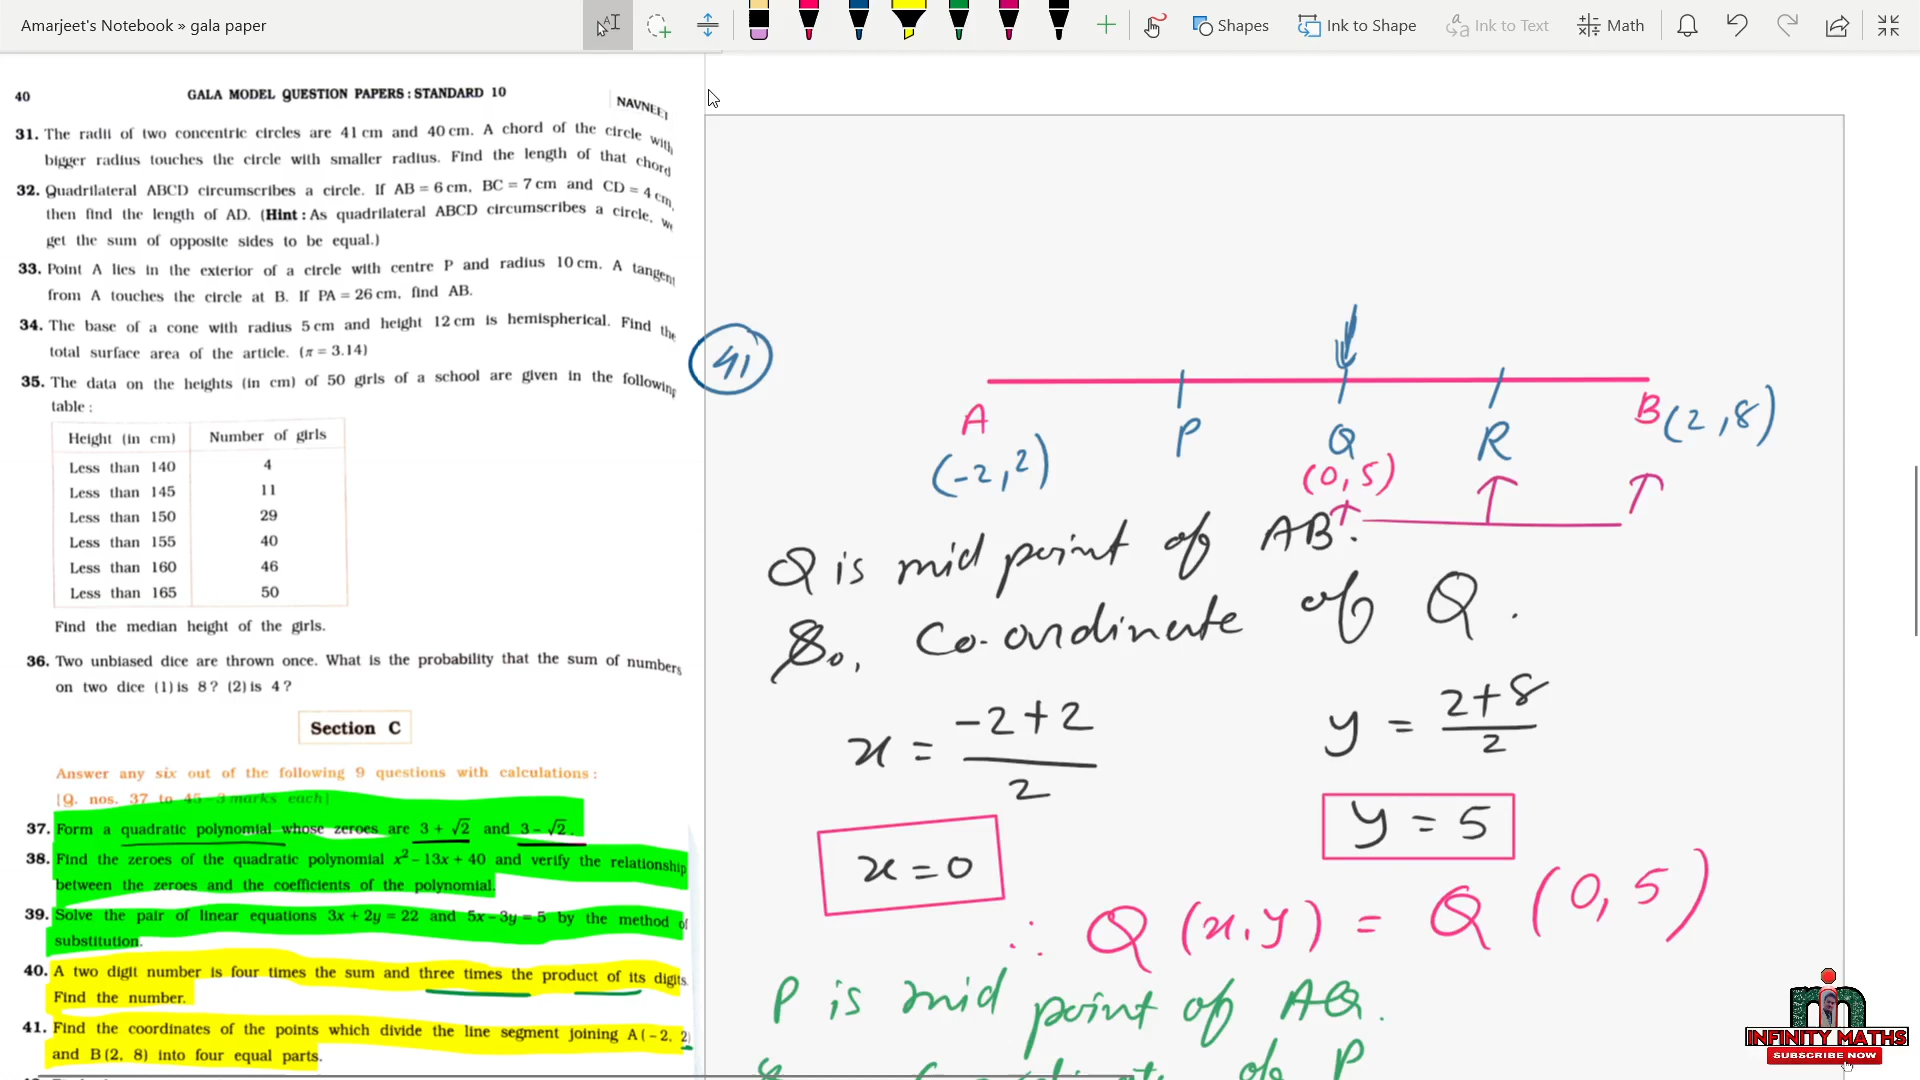 Amarjeet's Notebook » gala paper
Shapes
Ink to Shape
Ink to Text
Math
40
GALA MODEL QUESTION PAPERS : STANDARD 10
NAVNEET
31. The radii of two concentric circles are 41 cm and 40 cm. A chord of the circle with
bigger radius touches the circle with smaller radius. Find the length of that chord
32. Quadrilateral ABCD circumscribes a circle. If AB = 6 cm, BC = 7 cm and CD = 4 cm,
then find the length of AD. (Hint : As quadrilateral ABCD circumscribes a circle, we
get the sum of opposite sides to be equal.)
33. Point A lies in the exterior of a circle with centre P and radius 10 cm. A tangent
from A touches the circle at B. If PA = 26 cm, find AB.
34. The base of a cone with radius 5 cm and height 12 cm is hemispherical. Find the
total surface area of the article. (π = 3.14)
35. The data on the heights (in cm) of 50 girls of a school are given in the following
table :
Height (in cm) Number of girls
Less than 140 4
Less than 145 11
Less than 150 29
Less than 155 40
Less than 160 46
Less than 165 50
Find the median height of the girls.
36. Two unbiased dice are thrown once. What is the probability that the sum of numbers
on two dice (1) is 8? (2) is 4?
Section C
Answer any six out of the following 9 questions with calculations :
[Q. nos. 37 to 45 - 3 marks each]
37. Form a quadratic polynomial whose zeroes are 3 + √2 and 3 - √2.
38. Find the zeroes of the quadratic polynomial x² - 13x + 40 and verify the relationship
between the zeroes and the coefficients of the polynomial.
39. Solve the pair of linear equations 3x + 2y = 22 and 5x - 3y = 5 by the method of
substitution.
40. A two digit number is four times the sum and three times the product of its digits.
Find the number.
41. Find the coordinates of the points which divide the line segment joining A(-2, 2)
and B(2, 8) into four equal parts.
41
A P Q R B (2, 8)
(-2, 2) (0, 5)
Q is mid point of AB.
So, Co-ordinate of Q.
x = -2+2 / 2
y = 2+8 / 2
x = 0
y = 5
∴ Q (x, y) = Q (0, 5)
P is mid point of AQ.
of P
INFINITY MATHS
SUBSCRIBE NOW